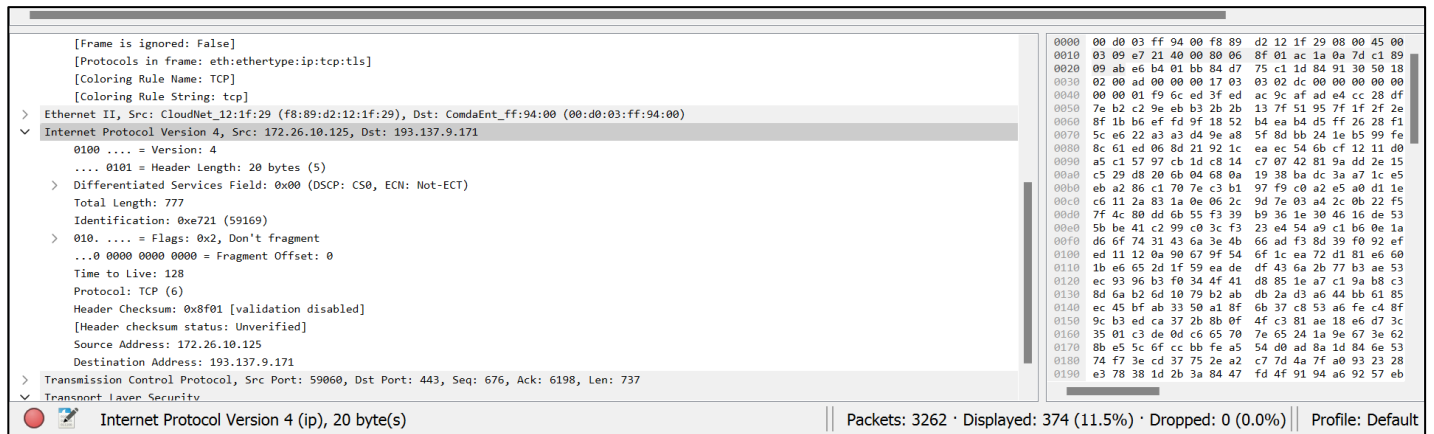 [Frame is ignored: False]
[Protocols in frame: eth:ethertype:ip:tcp:tls]
[Coloring Rule Name: TCP]
[Coloring Rule String: tcp]
> Ethernet II, Src: CloudNet_12:1f:29 (f8:89:d2:12:1f:29), Dst: ComdaEnt_ff:94:00 (00:d0:03:ff:94:00)
Internet Protocol Version 4, Src: 172.26.10.125, Dst: 193.137.9.171
0100 .... = Version: 4
.... 0101 = Header Length: 20 bytes (5)
> Differentiated Services Field: 0x00 (DSCP: CS0, ECN: Not-ECT)
Total Length: 777
Identification: 0xe721 (59169)
> 010. .... = Flags: 0x2, Don't fragment
...0 0000 0000 0000 = Fragment Offset: 0
Time to Live: 128
Protocol: TCP (6)
Header Checksum: 0x8f01 [validation disabled]
[Header checksum status: Unverified]
Source Address: 172.26.10.125
Destination Address: 193.137.9.171
> Transmission Control Protocol, Src Port: 59060, Dst Port: 443, Seq: 676, Ack: 6198, Len: 737
Transport Layer Security
0000 00 d0 03 ff 94 00 f8 89 d2 12 1f 29 08 00 45 00
0010 03 09 e7 21 40 00 80 06 8f 01 ac 1a 0a 7d c1 89
0020 09 ab e6 b4 01 bb 84 d7 75 c1 1d 84 91 30 50 18
0030 02 00 ad 00 00 00 17 03 03 02 dc 00 00 00 00 00
0040 00 00 01 f9 6c ed 3f ed ac 9c af ad e4 cc 28 df
0050 7e b2 c2 9e eb b3 2b 2b 13 7f 51 95 7f 1f 2f 2e
0060 8f 1b b6 ef fd 9f 18 52 b4 ea b4 d5 ff 26 28 f1
0070 5c e6 22 a3 a3 d4 9e a8 5f 8d bb 24 1e b5 99 fe
0080 8c 61 ed 06 8d 21 92 1c ea ec 54 6b cf 12 11 d0
0090 a5 c1 57 97 cb 1d c8 14 c7 07 42 81 9a dd 2e 15
00a0 c5 29 d8 20 6b 04 68 0a 19 38 ba dc 3a a7 1c e5
00b0 eb a2 86 c1 70 7e c3 b1 97 f9 c0 a2 e5 a0 d1 1e
00c0 c6 11 2a 83 1a 0e 06 2c 9d 7e 03 a4 2c 0b 22 f5
00d0 7f 4c 80 dd 6b 55 f3 39 b9 36 1e 30 46 16 de 53
00e0 5b be 41 c2 99 c0 3c f3 23 e4 54 a9 c1 b6 0e 1a
00f0 d6 6f 74 31 43 6a 3e 4b 66 ad f3 8d 39 f0 92 ef
0100 ed 11 12 0a 90 67 9f 54 6f 1c ea 72 d1 81 e6 60
0110 1b e6 65 2d 1f 59 ea de df 43 6a 2b 77 b3 ae 53
0120 ec 93 96 b3 f0 34 4f 41 d8 85 1e a7 c1 9a b8 c3
0130 8d 6a b2 6d 10 79 b2 ab db 2a d3 a6 44 bb 61 85
0140 ec 45 bf ab 33 50 a1 8f 6b 37 c8 53 a6 fe c4 8f
0150 9c b3 ed ca 37 2b 8b 0f 4f c3 81 ae 18 e6 d7 3c
0160 35 01 c3 de 0d c6 65 70 7e 65 24 1a 9e 67 3e 62
0170 8b e5 5c 6f cc bb fe a5 54 d0 ad 8a 1d 84 6e 53
0180 74 f3 3e cd 37 75 2e a2 c7 7d 4a 7f a0 93 23 28
0190 e3 78 38 1d 2b 3a 84 47 fd 4f 91 94 a6 92 57 eb
Internet Protocol Version 4 (ip), 20 byte(s)
Packets: 3262 · Displayed: 374 (11.5%) · Dropped: 0 (0.0%)
Profile: Default